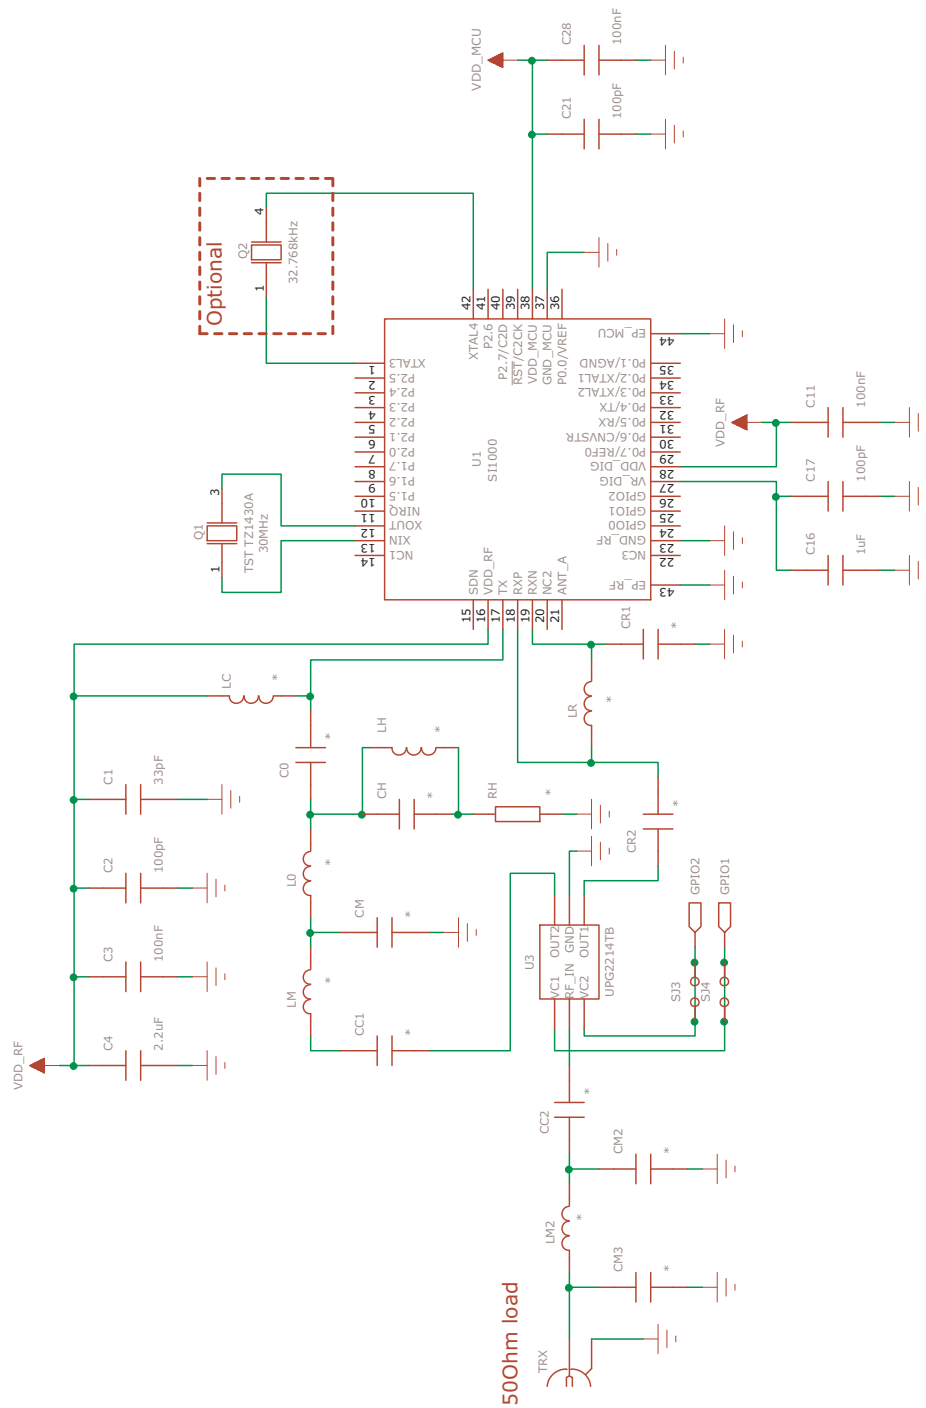 VDD_MCU
C28
100nF
C21
100pF
Optional
4
Q2
32.768kHz
1
42
41
40
39
38
37
36
XTAL4
P2.6
P2.7/C2D
RST/C2CK
VDD_MCU
GND_MCU
P0.0/VREF
EP_MCU
44
XTAL3
1
P2.5
2
P2.4
3
P2.3
4
P2.2
5
P2.1
6
P2.0
7
P1.7
8
P1.6
9
P1.5
10
NIRQ
11
XOUT
12
XIN
13
NC1
14
P0.1/AGND
35
P0.2/XTAL1
34
P0.3/XTAL2
33
P0.4/TX
32
P0.5/RX
31
P0.6/CNVSTR
30
P0.7/REF0
29
VDD_DIG
28
VR_DIG
27
GPIO2
26
GPIO1
25
GPIO0
24
GND_RF
23
NC3
22
EP_RF
43
U1
SI1000
VDD_RF
C11
100nF
C17
100pF
C16
1uF
3
Q1
TST TZ1430A
30MHz
1
SDN
VDD_RF
TX
RXP
RXN
NC2
ANT_A
15
16
17
18
19
20
21
CR1
*
LC
*
LR
*
LH
*
C0
*
C1
33pF
CH
*
RH
*
CR2
*
C2
100pF
L0
*
CM
*
GPIO2
GPIO1
C3
100nF
LM
*
U3
OUT2
GND
OUT1
VC1
RF_IN
VC2
UPG2214TB
SJ3
SJ4
VDD_RF
C4
2.2uF
CC1
*
CC2
*
CM2
*
LM2
*
CM3
*
50Ohm load
TRX